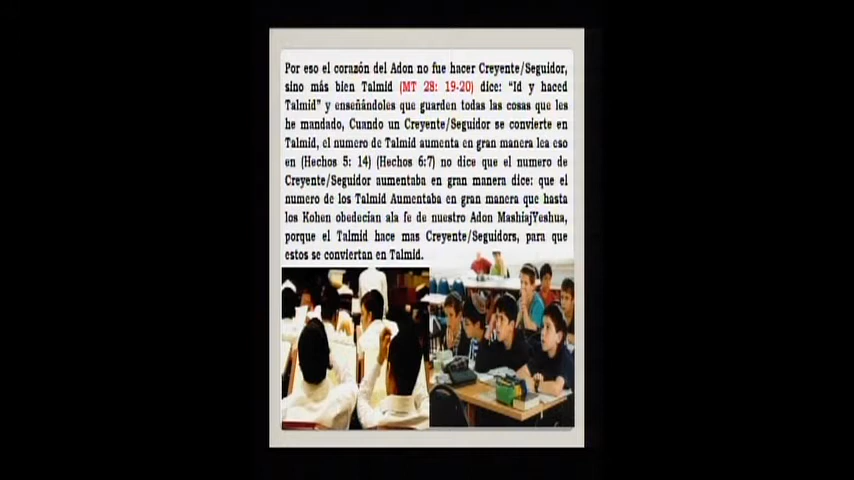 Por eso el corazón del Adon no fue hacer Creyente/Seguidor,
sino más bien Talmid (MT 28: 19-20) dice: “Id y haced
Talmid” y enseñándoles que guarden todas las cosas que les
he mandado, Cuando un Creyente/Seguidor se convierte en
Talmid, el numero de Talmid aumenta en gran manera lea eso
en (Hechos 5: 14) (Hechos 6:7) no dice que el numero de
Creyente/Seguidor aumentaba en gran manera dice: que el
numero de los Talmid Aumentaba en gran manera que hasta
los Kohen obedecían ala fe de nuestro Adon MashiajYeshua,
porque el Talmid hace mas Creyente/Seguidors, para que
estos se conviertan en Talmid.